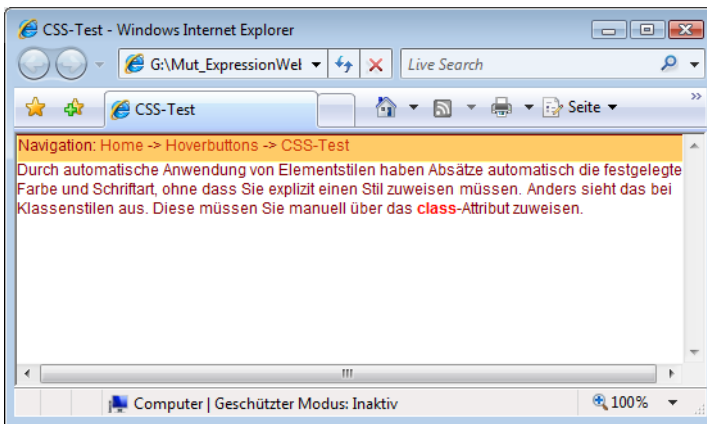 CSS-Test - Windows Internet Explorer
G:\Mut_ExpressionWel
Live Search
CSS-Test
Seite
Navigation: Home -> Hoverbuttons -> CSS-Test
Durch automatische Anwendung von Elementstilen haben Absätze automatisch die festgelegte
Farbe und Schriftart, ohne dass Sie explizit einen Stil zuweisen müssen. Anders sieht das bei
Klassenstilen aus. Diese müssen Sie manuell über das class-Attribut zuweisen.
Computer | Geschützter Modus: Inaktiv
100%